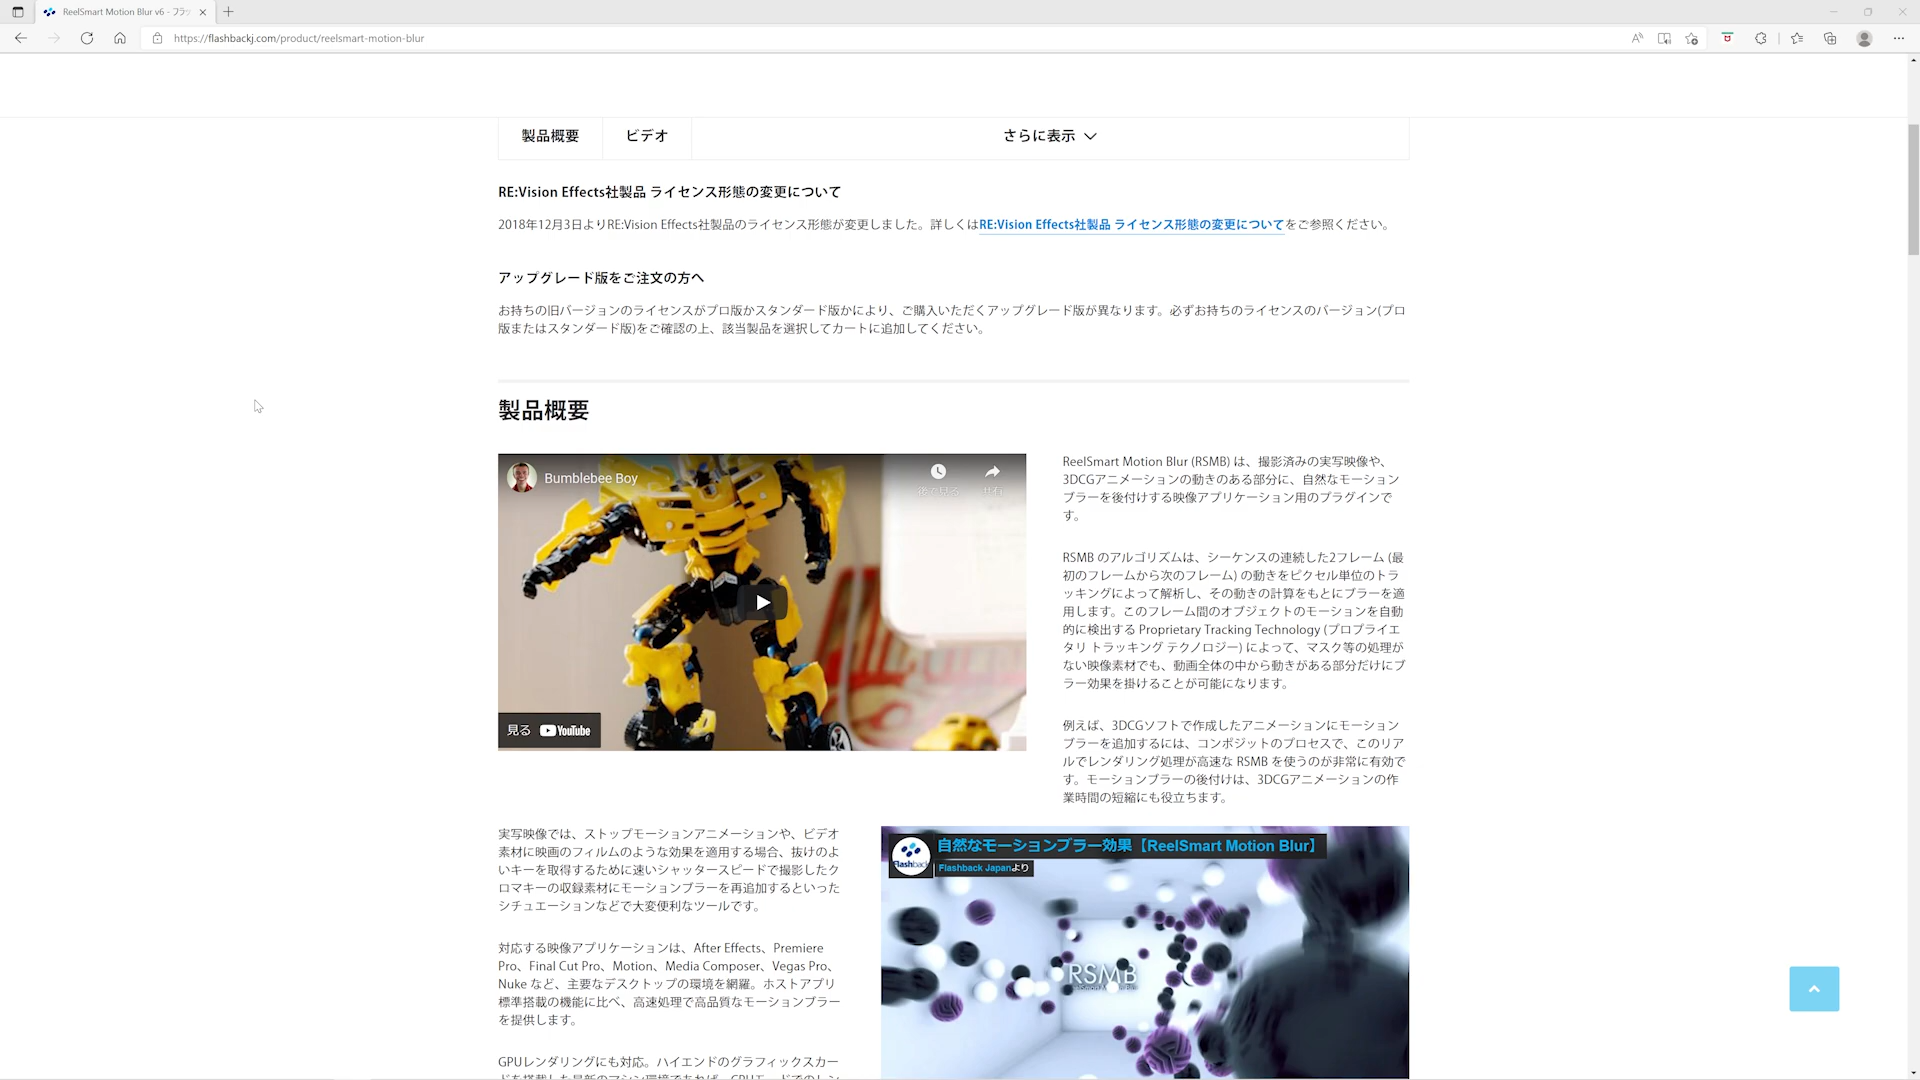 ReelSmart Motion Blur v6 - フラッ
https://flashbackj.com/product/reelsmart-motion-blur
製品概要
ビデオ
さらに表示
RE:Vision Effects社製品 ライセンス形態の変更について
2018年12月3日よりRE:Vision Effects社製品のライセンス形態が変更しました。詳しくはRE:Vision Effects社製品 ライセンス形態の変更についてをご参照ください。
アップグレード版をご注文の方へ
お持ちの旧バージョンのライセンスがプロ版かスタンダード版かにより、ご購入いただくアップグレード版が異なります。必ずお持ちのライセンスのバージョン(プロ
版またはスタンダード版)をご確認の上、該当製品を選択してカートに追加してください。
製品概要
Bumblebee Boy
後で見る
共有
見る YouTube
ReelSmart Motion Blur (RSMB) は、撮影済みの実写映像や、
3DCGアニメーションの動きのある部分に、自然なモーション
ブラーを後付けする映像アプリケーション用のプラグインで
す。
RSMB のアルゴリズムは、シーケンスの連続した2フレーム (最
初のフレームから次のフレーム) の動きをピクセル単位のトラ
ッキングによって解析し、その動きの計算をもとにブラーを適
用します。このフレーム間のオブジェクトのモーションを自動
的に検出する Proprietary Tracking Technology (プロプライエ
タリ トラッキング テクノロジー) によって、マスク等の処理が
ない映像素材でも、動画全体の中から動きがある部分だけにブ
ラー効果を掛けることが可能になります。
例えば、3DCGソフトで作成したアニメーションにモーション
ブラーを追加するには、コンポジットのプロセスで、このリア
ルでレンダリング処理が高速な RSMB を使うのが非常に有効で
す。モーションブラーの後付けは、3DCGアニメーションの作
業時間の短縮にも役立ちます。
実写映像では、ストップモーションアニメーションや、ビデオ
素材に映画のフィルムのような効果を適用する場合、抜けのよ
いキーを取得するために速いシャッタースピードで撮影したク
ロマキーの収録素材にモーションブラーを再追加するといった
シチュエーションなどで大変便利なツールです。
対応する映像アプリケーションは、After Effects、Premiere
Pro、Final Cut Pro、Motion、Media Composer、Vegas Pro、
Nuke など、主要なデスクトップの環境を網羅。ホストアプリ
標準搭載の機能に比べ、高速処理で高品質なモーションブラー
を提供します。
GPUレンダリングにも対応。ハイエンドのグラフィックスカー
flashback
自然なモーションブラー効果【ReelSmart Motion Blur】
Flashback Japanより
RSMB